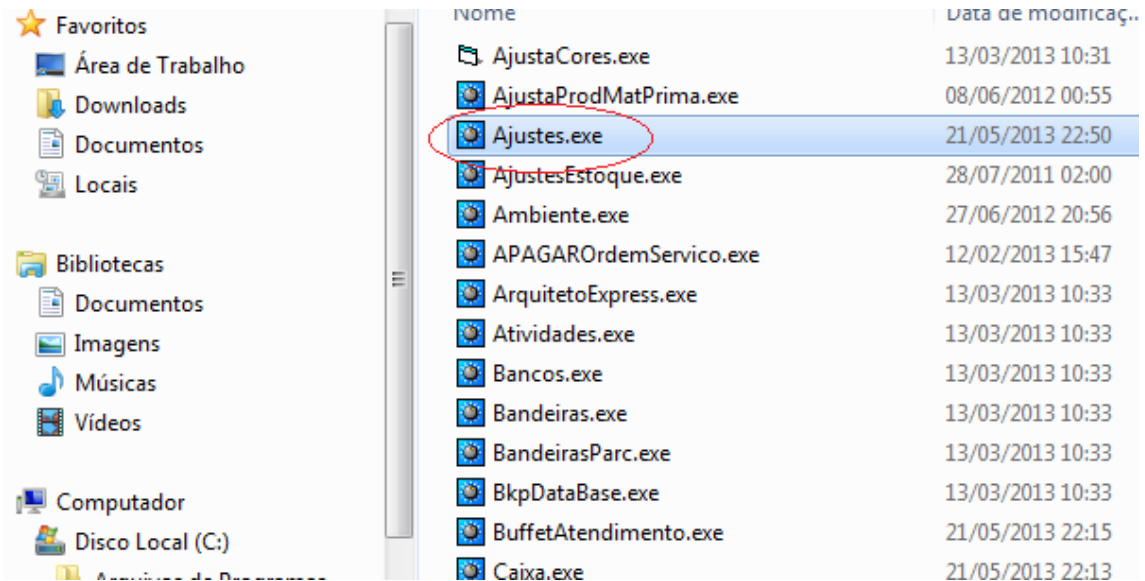 Favoritos
Área de Trabalho
Downloads
Documentos
Locais
Bibliotecas
Documentos
Imagens
Músicas
Vídeos
Computador
Disco Local (C:)
Arquivos de Programas
Nome Data de modificaç...
AjustaCores.exe 13/03/2013 10:31
AjustaProdMatPrima.exe 08/06/2012 00:55
Ajustes.exe 21/05/2013 22:50
AjustesEstoque.exe 28/07/2011 02:00
Ambiente.exe 27/06/2012 20:56
APAGAROrdemServico.exe 12/02/2013 15:47
ArquitetoExpress.exe 13/03/2013 10:33
Atividades.exe 13/03/2013 10:33
Bancos.exe 13/03/2013 10:33
Bandeiras.exe 13/03/2013 10:33
BandeirasParc.exe 13/03/2013 10:33
BkpDataBase.exe 13/03/2013 10:33
BuffetAtendimento.exe 21/05/2013 22:15
Caixa.exe 21/05/2013 22:13